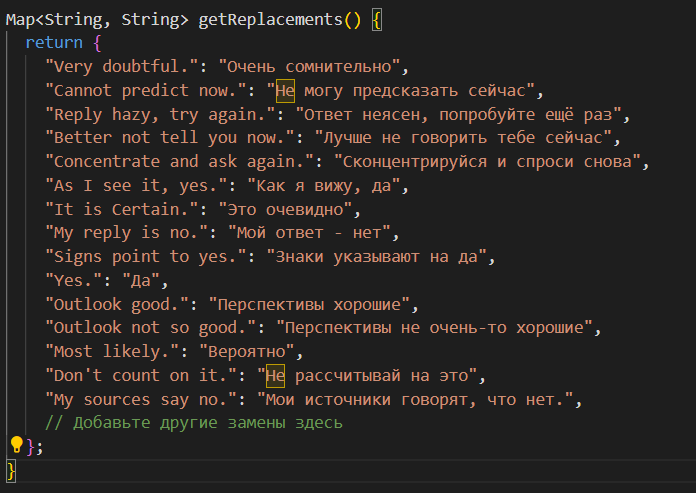 Map<String, String> getReplacements() {
  return {
    "Very doubtful.": "Очень сомнительно",
    "Cannot predict now.": "Не могу предсказать сейчас",
    "Reply hazy, try again.": "Ответ неясен, попробуйте ещё раз",
    "Better not tell you now.": "Лучше не говорить тебе сейчас",
    "Concentrate and ask again.": "Сконцентрируйся и спроси снова",
    "As I see it, yes.": "Как я вижу, да",
    "It is Certain.": "Это очевидно",
    "My reply is no.": "Мой ответ - нет",
    "Signs point to yes.": "Знаки указывают на да",
    "Yes.": "Да",
    "Outlook good.": "Перспективы хорошие",
    "Outlook not so good.": "Перспективы не очень-то хорошие",
    "Most likely.": "Вероятно",
    "Don't count on it.": "Не рассчитывай на это",
    "My sources say no.": "Мои источники говорят, что нет.",
    // Добавьте другие замены здесь
  };
}